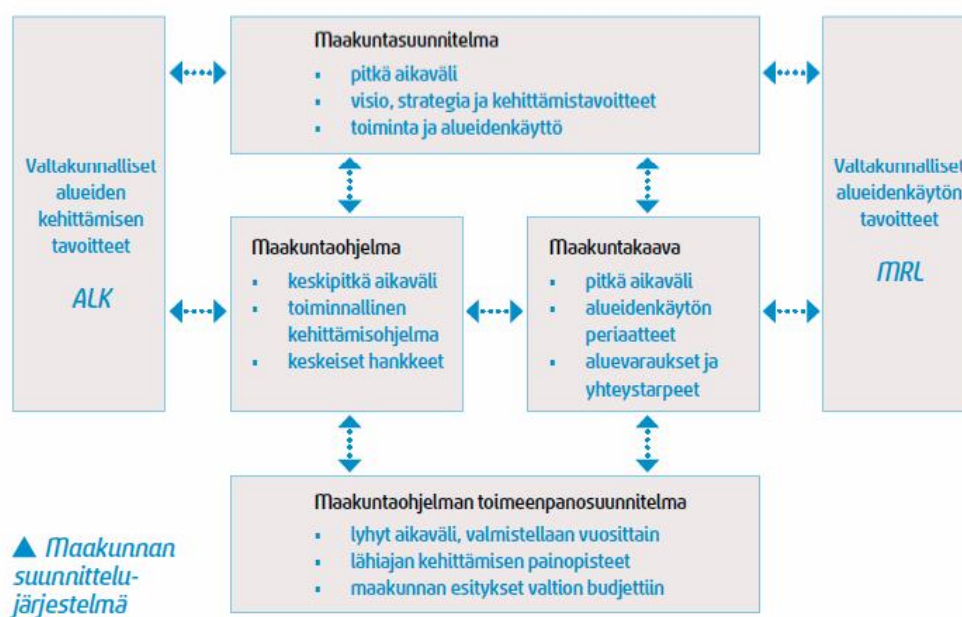 Maakuntasuunnitelma
▪ pitkä aikaväli
▪ visio, strategia ja kehittämistavoitteet
▪ toiminta ja alueidenkäyttö
Valtakunnalliset
alueiden
kehittämisen
tavoitteet
ALK
Maakuntaohjelma
▪ keskipitkä aikaväli
▪ toiminnallinen
kehittämisohjelma
▪ keskeiset hankkeet
Maakuntakaava
▪ pitkä aikaväli
▪ alueidenkäytön
periaatteet
▪ aluevaraukset ja
yhteystarpeet
Valtakunnalliset
alueidenkäytön
tavoitteet
MRL
Maakuntaohjelman toimeenpanosuunnitelma
▪ lyhyt aikaväli, valmistellaan vuosittain
▪ lähiajan kehittämisen painopisteet
▪ maakunnan esitykset valtion budjettiin
▲ Maakunnan
suunnittelu-
järjestelmä